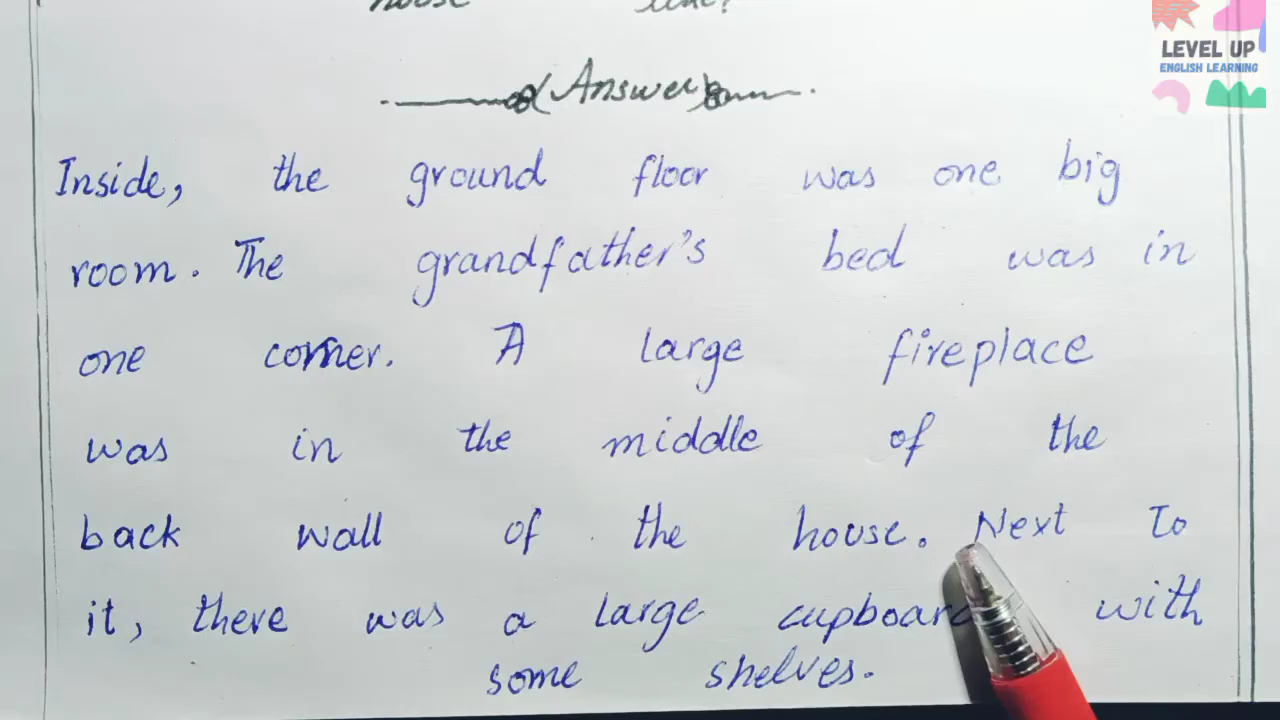 house
LEVEL UP
ENGLISH LEARNING
(Answer)
Inside, the ground floor was one big
room. The grandfather's bed was in
one corner. A large fireplace
was in the middle of the
back wall of the house. Next to
it, there was a large cupboard with
some shelves.